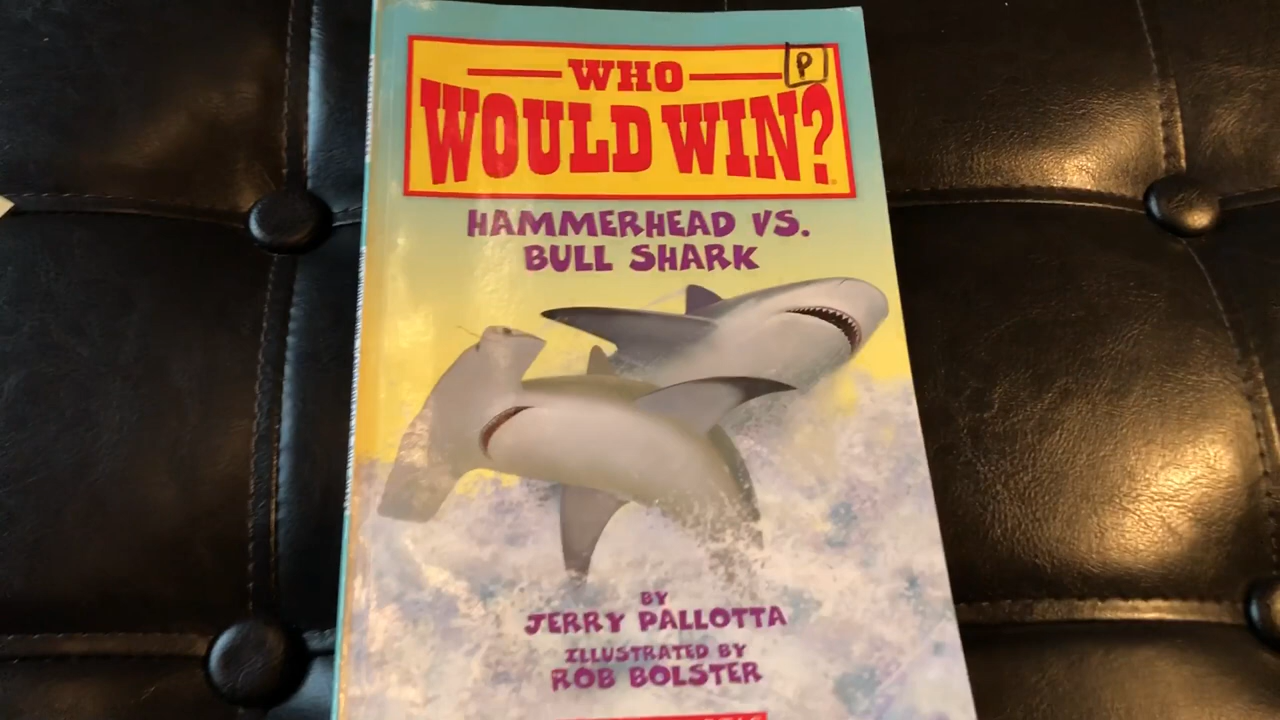 P
WHO
WOULD WIN?
HAMMERHEAD VS.
BULL SHARK
BY
JERRY PALLOTTA
ILLUSTRATED BY
ROB BOLSTER